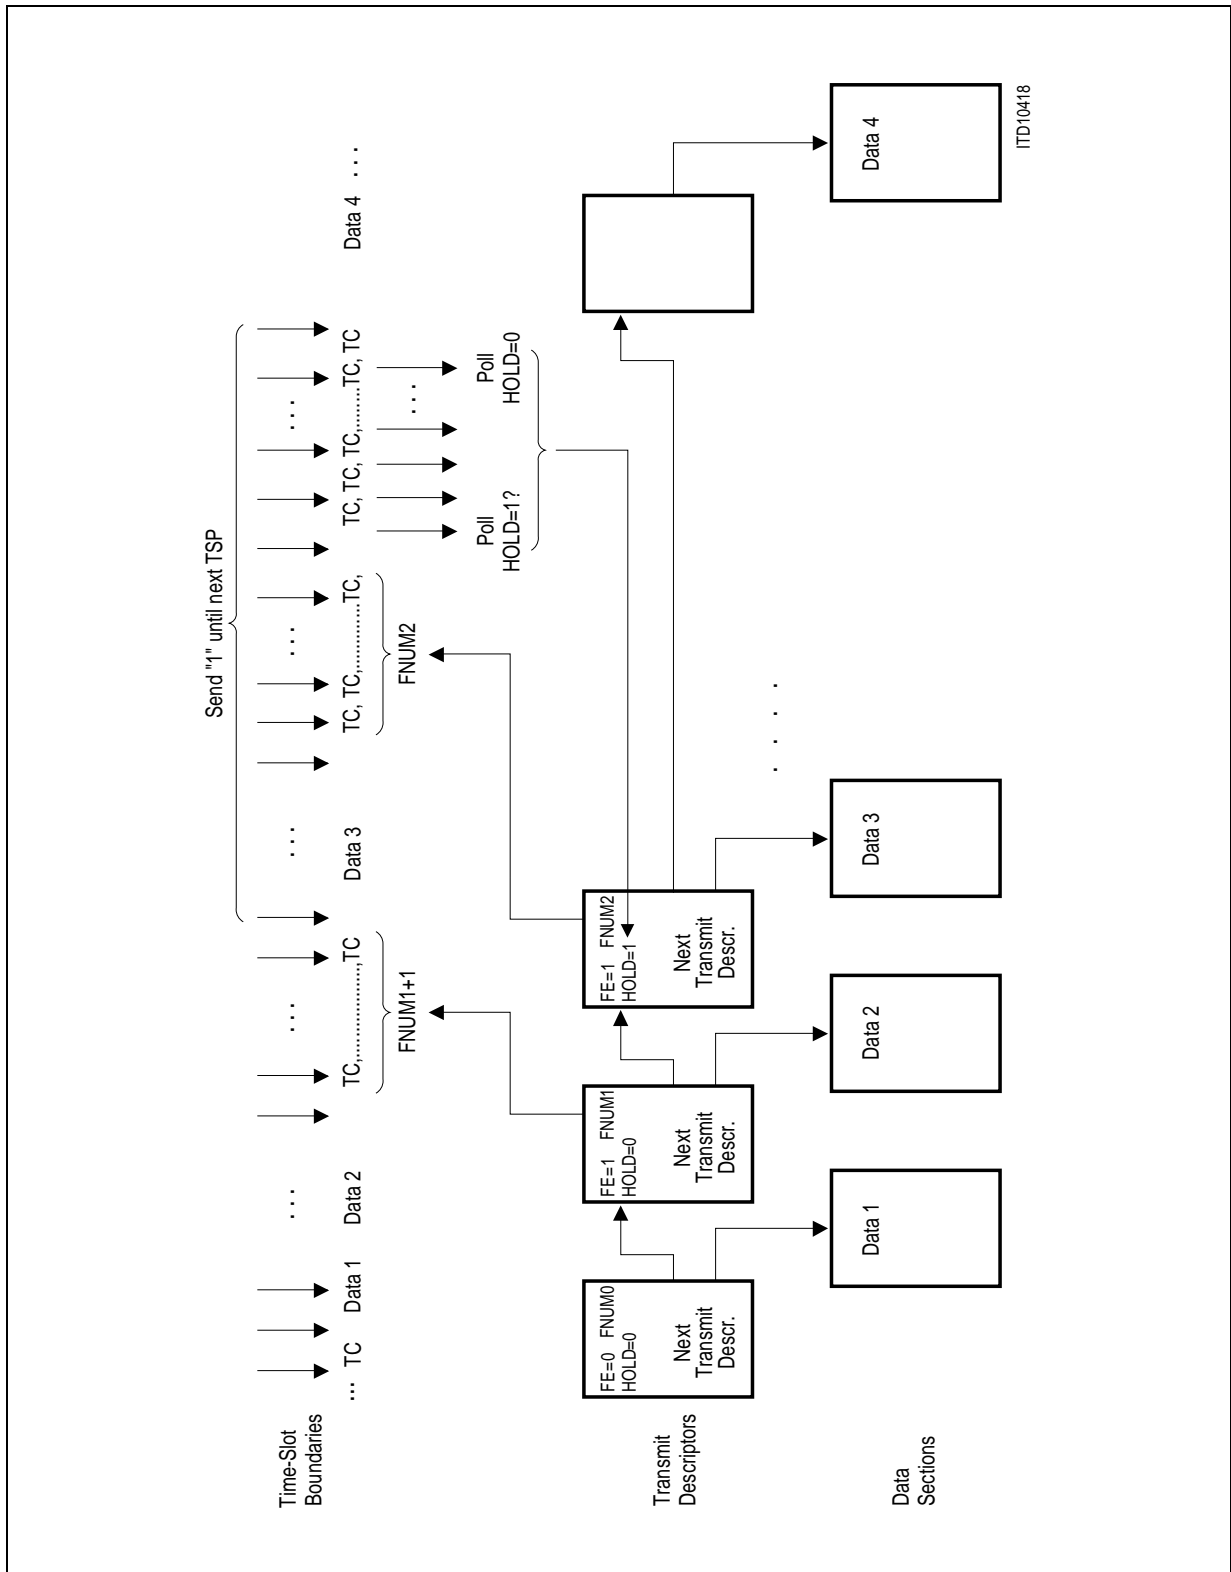 Send "1" until next TSP
Time-Slot
Boundaries
... TC
Data 1
...
Data 2
TC,................,TC
...
FNUM1+1
...
Data 3
TC, TC,..............TC,
...
FNUM2
TC, TC, TC,.........TC, TC
...
Data 4 ...
Poll
HOLD=1?
...
Poll
HOLD=0
Transmit
Descriptors
FE=0 FNUM0
HOLD=0
Next
Transmit
Descr.
FE=1 FNUM1
HOLD=0
Next
Transmit
Descr.
FE=1 FNUM2
HOLD=1
Next
Transmit
Descr.
. . . .
Data
Sections
Data 1
Data 2
Data 3
Data 4
ITD10418